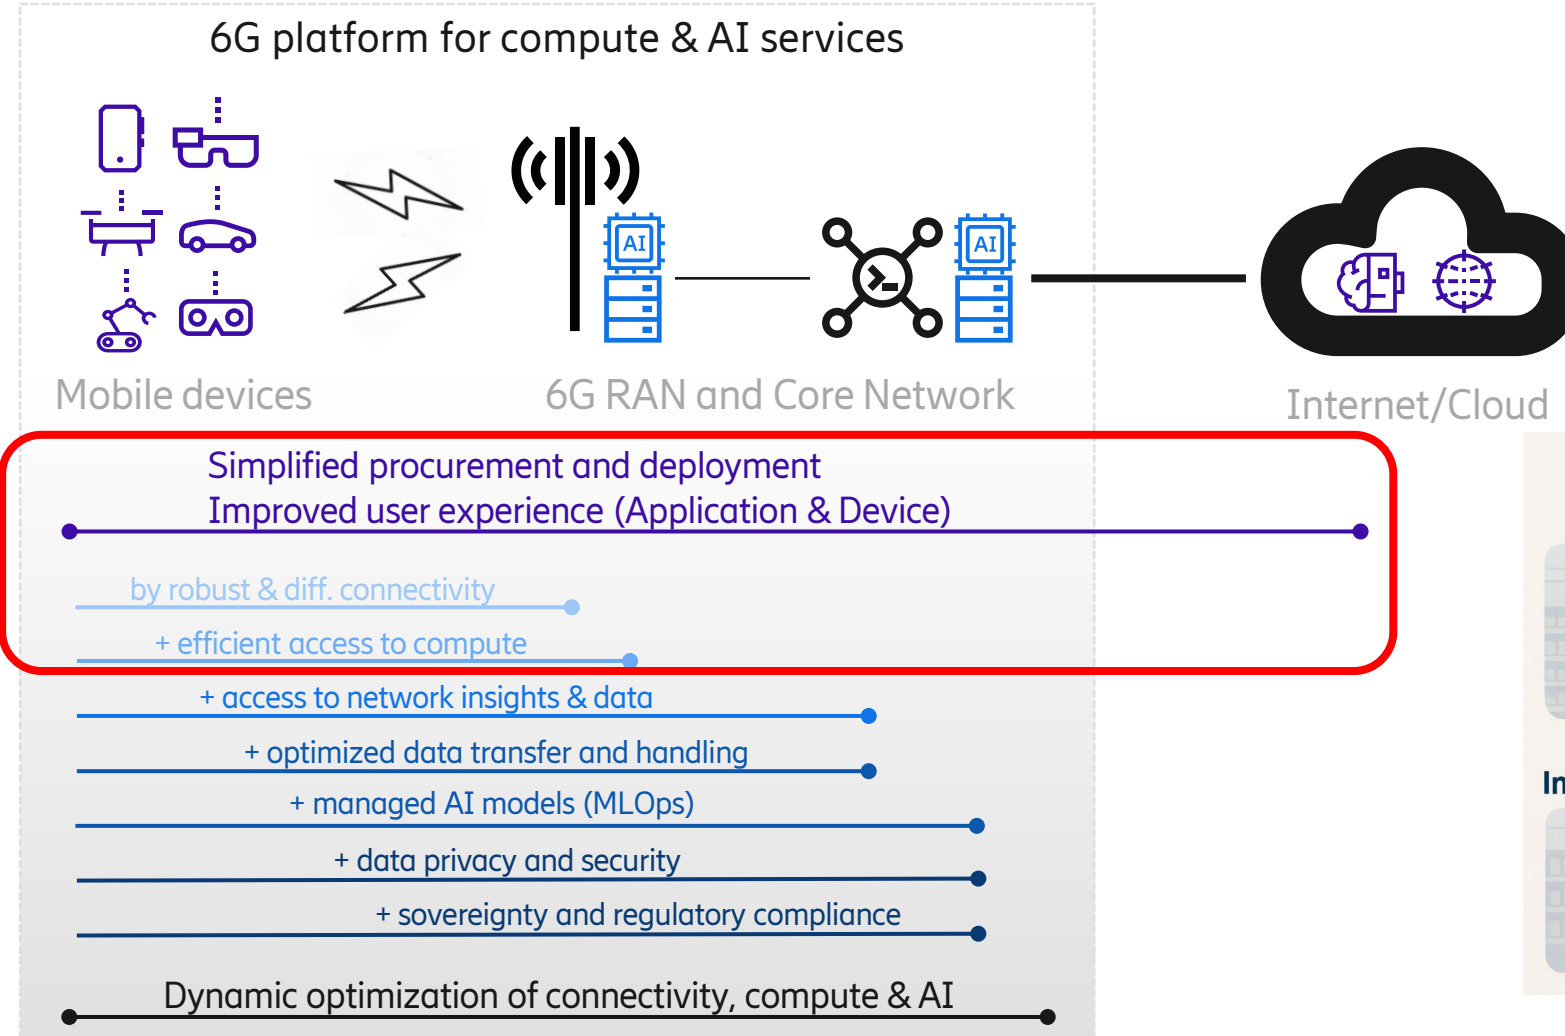 6G platform for compute & AI services
AI
AI
Mobile devices
6G RAN and Core Network
Internet/Cloud
Simplified procurement and deployment
Improved user experience (Application & Device)
by robust & diff. connectivity
+ efficient access to compute
+ access to network insights & data
+ optimized data transfer and handling
+ managed AI models (MLOps)
+ data privacy and security
+ sovereignty and regulatory compliance
Dynamic optimization of connectivity, compute & AI